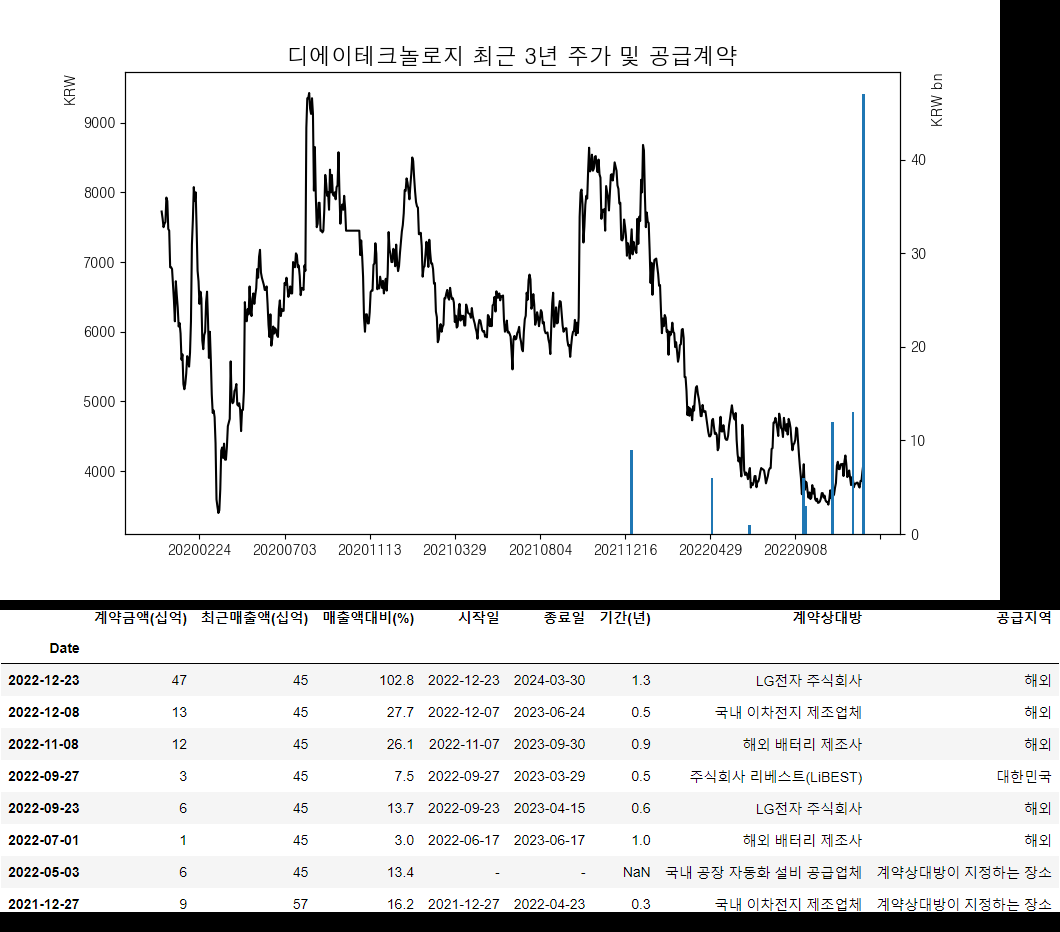 디에이테크놀로지 최근 3년 주가 및 공급계약
KRW
KRW bn
9000
8000
7000
6000
5000
4000
40
30
20
10
0
20200224 20200703 20201113 20210329 20210804 20211216 20220429 20220908
계약금액(십억) 최근매출액(십억) 매출액대비(%) 시작일 종료일 기간(년) 계약상대방 공급지역
Date
2022-12-23 47 45 102.8 2022-12-23 2024-03-30 1.3 LG전자 주식회사 해외
2022-12-08 13 45 27.7 2022-12-07 2023-06-24 0.5 국내 이차전지 제조업체 해외
2022-11-08 12 45 26.1 2022-11-07 2023-09-30 0.9 해외 배터리 제조사 해외
2022-09-27 3 45 7.5 2022-09-27 2023-03-29 0.5 주식회사 리베스트(LiBEST) 대한민국
2022-09-23 6 45 13.7 2022-09-23 2023-04-15 0.6 LG전자 주식회사 해외
2022-07-01 1 45 3.0 2022-06-17 2023-06-17 1.0 해외 배터리 제조사 해외
2022-05-03 6 45 13.4 - - NaN 국내 공장 자동화 설비 공급업체 계약상대방이 지정하는 장소
2021-12-27 9 57 16.2 2021-12-27 2022-04-23 0.3 국내 이차전지 제조업체 계약상대방이 지정하는 장소